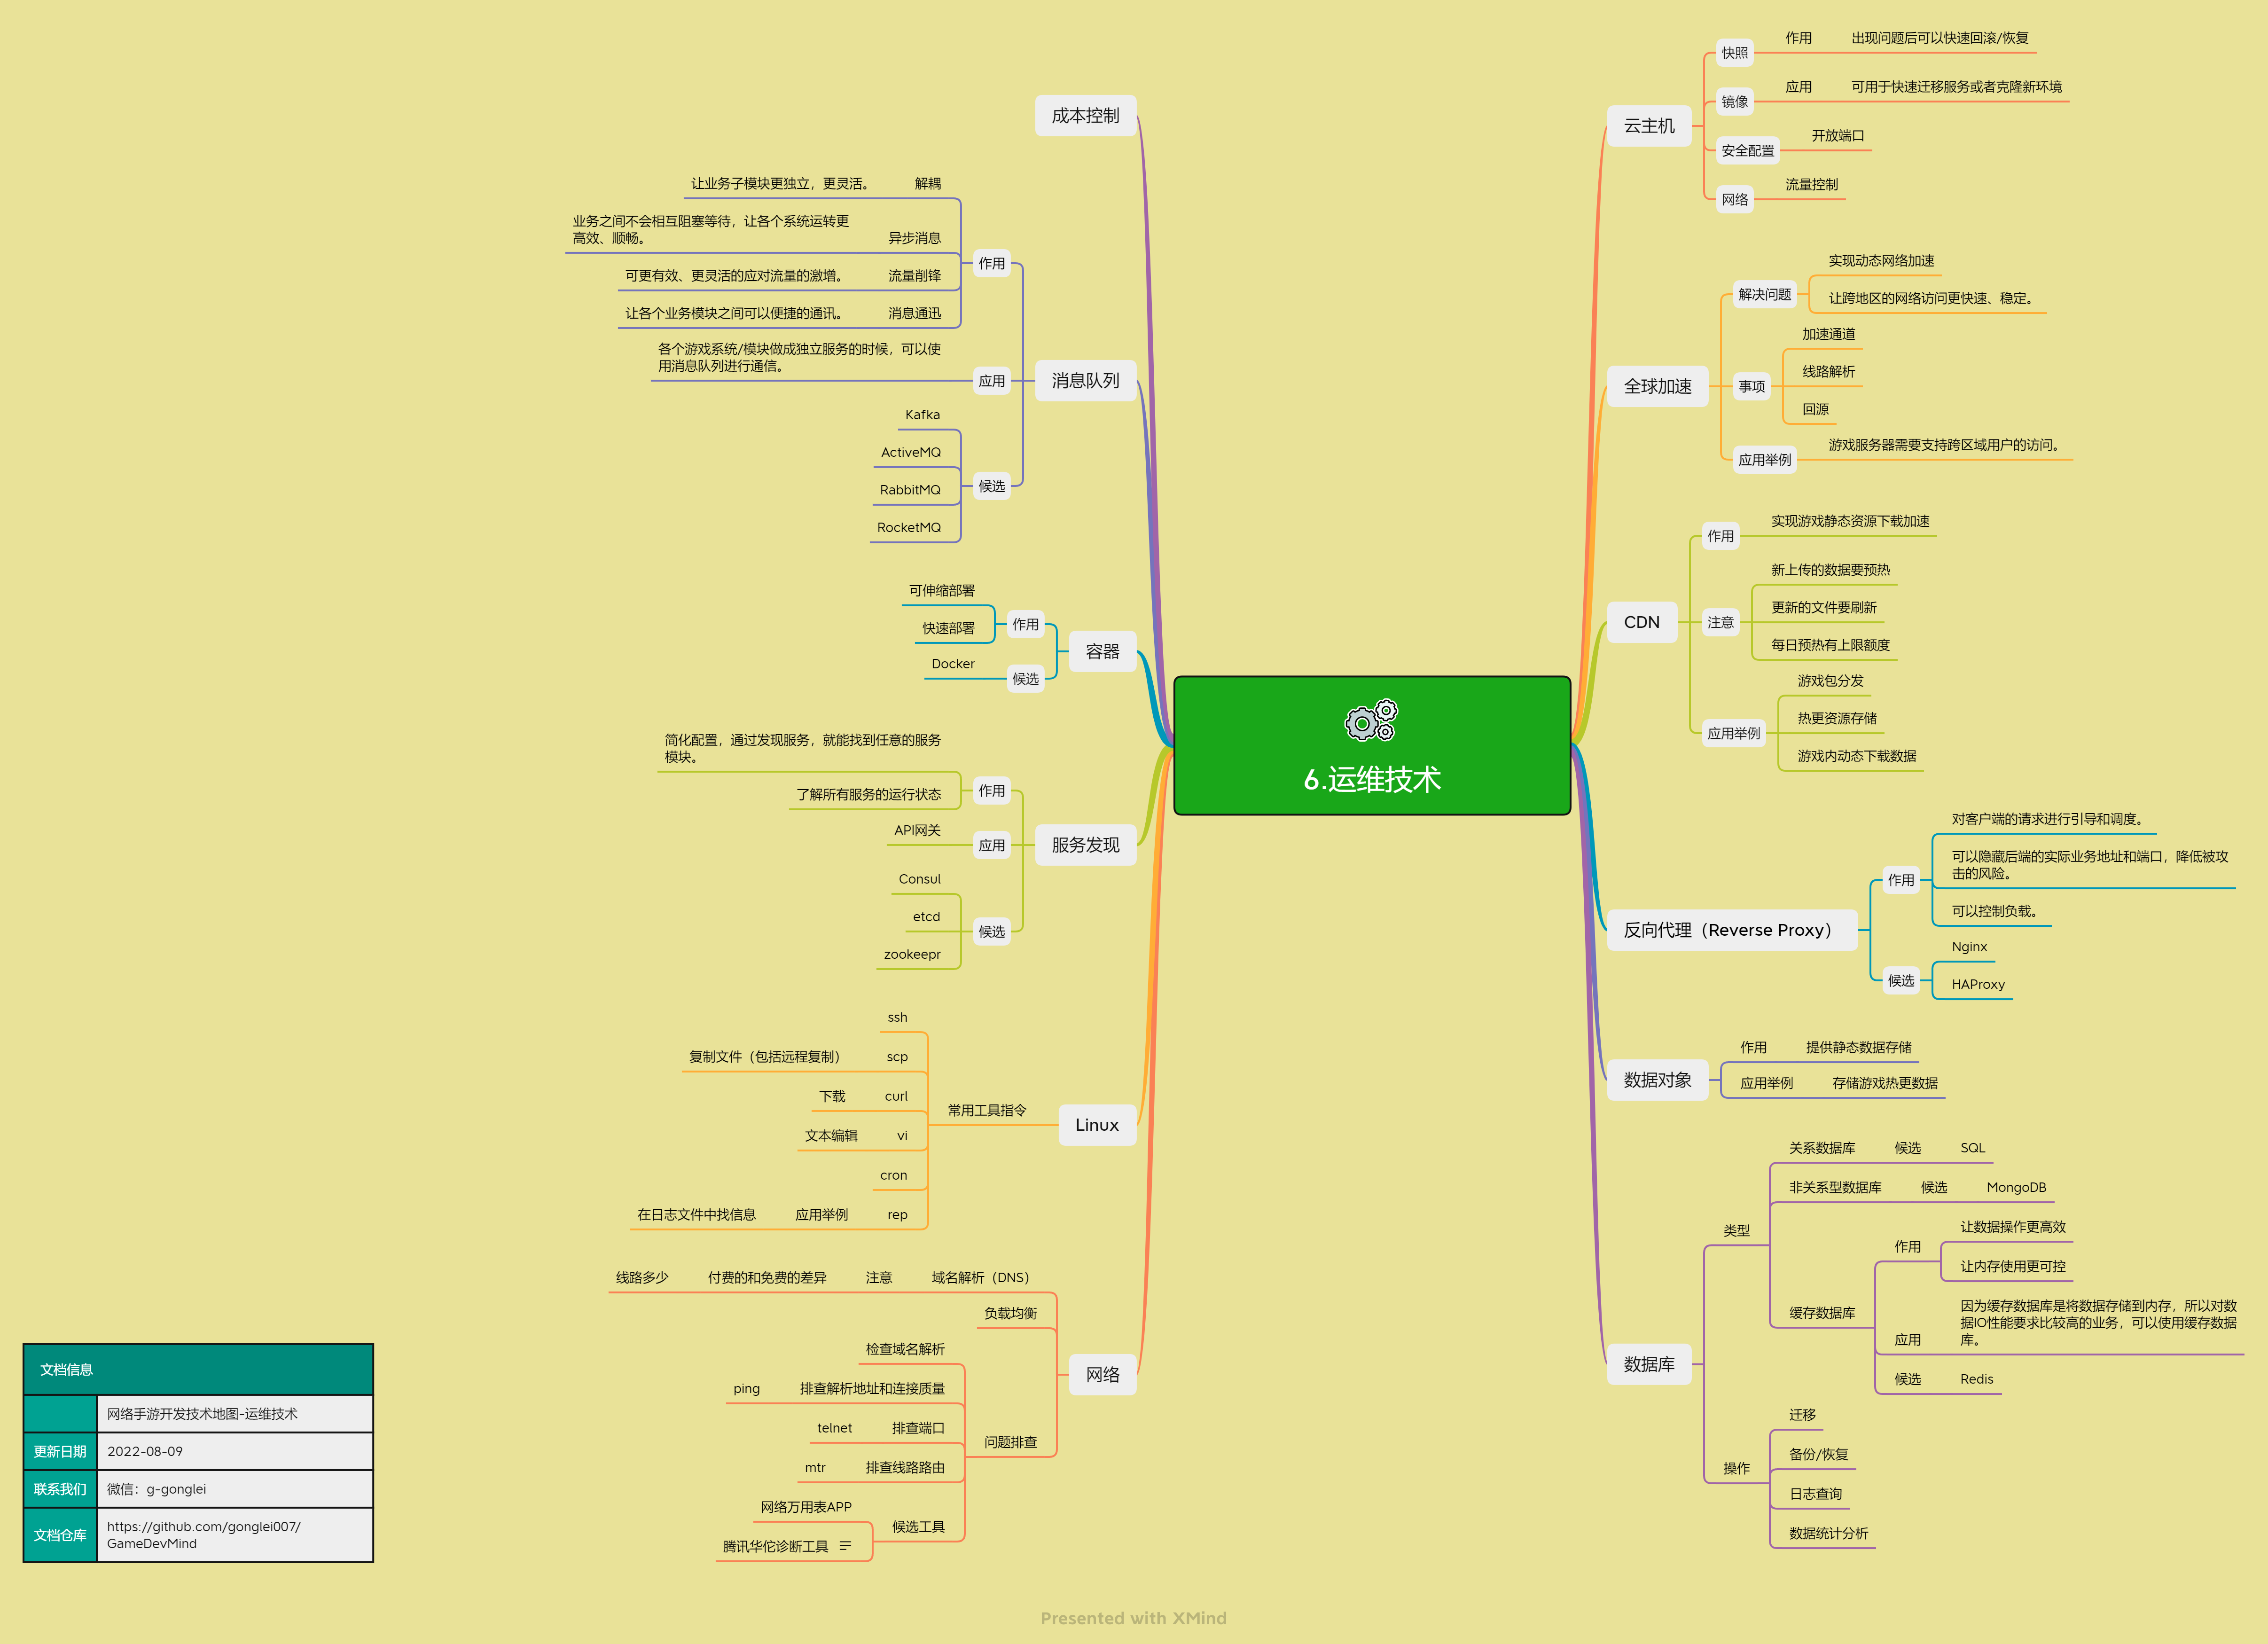 6.运维技术
云主机
快照
作用
出现问题后可以快速回滚/恢复
镜像
应用
可用于快速迁移服务或者克隆新环境
安全配置
开放端口
网络
流量控制
全球加速
解决问题
实现动态网络加速
让跨地区的网络访问更快速、稳定。
事项
加速通道
线路解析
回源
应用举例
游戏服务器需要支持跨区域用户的访问。
CDN
作用
实现游戏静态资源下载加速
注意
新上传的数据要预热
更新的文件要刷新
每日预热有上限额度
应用举例
游戏包分发
热更资源存储
游戏内动态下载数据
反向代理（Reverse Proxy）
作用
对客户端的请求进行引导和调度。
可以隐藏后端的实际业务地址和端口，降低被攻
击的风险。
可以控制负载。
候选
Nginx
HAProxy
数据对象
作用
提供静态数据存储
应用举例
存储游戏热更数据
数据库
类型
关系数据库
候选
SQL
非关系型数据库
候选
MongoDB
缓存数据库
作用
让数据操作更高效
让内存使用更可控
应用
因为缓存数据库是将数据存储到内存，所以对数
据IO性能要求比较高的业务，可以使用缓存数据
库。
候选
Redis
操作
迁移
备份/恢复
日志查询
数据统计分析
成本控制
消息队列
作用
解耦
让业务子模块更独立，更灵活。
异步消息
业务之间不会相互阻塞等待，让各个系统运转更
高效、顺畅。
流量削锋
可更有效、更灵活的应对流量的激增。
消息通迅
让各个业务模块之间可以便捷的通讯。
应用
各个游戏系统/模块做成独立服务的时候，可以使
用消息队列进行通信。
候选
Kafka
ActiveMQ
RabbitMQ
RocketMQ
容器
作用
可伸缩部署
快速部署
候选
Docker
服务发现
作用
简化配置，通过发现服务，就能找到任意的服务
模块。
了解所有服务的运行状态
应用
API网关
候选
Consul
etcd
zookeepr
Linux
常用工具指令
ssh
scp
复制文件（包括远程复制）
curl
下载
vi
文本编辑
cron
rep
应用举例
在日志文件中找信息
网络
域名解析（DNS）
注意
付费的和免费的差异
线路多少
负载均衡
问题排查
检查域名解析
排查解析地址和连接质量
ping
排查端口
telnet
排查线路路由
mtr
候选工具
网络万用表APP
腾讯华佗诊断工具
文档信息
网络手游开发技术地图-运维技术
更新日期
2022-08-09
联系我们
微信：g-gonglei
文档仓库
https://github.com/gonglei007/
GameDevMind
Presented with XMind